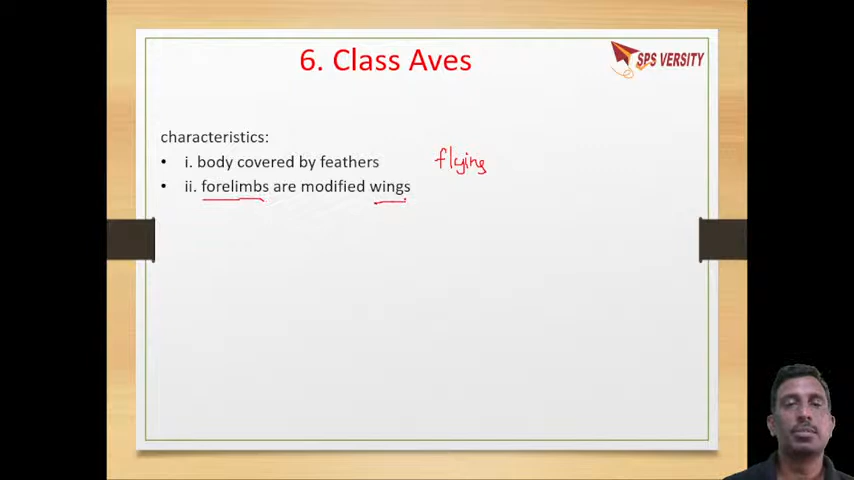 6. Class Aves
SPS VERSITY
characteristics:
• i. body covered by feathers
flying
• ii. forelimbs are modified wings